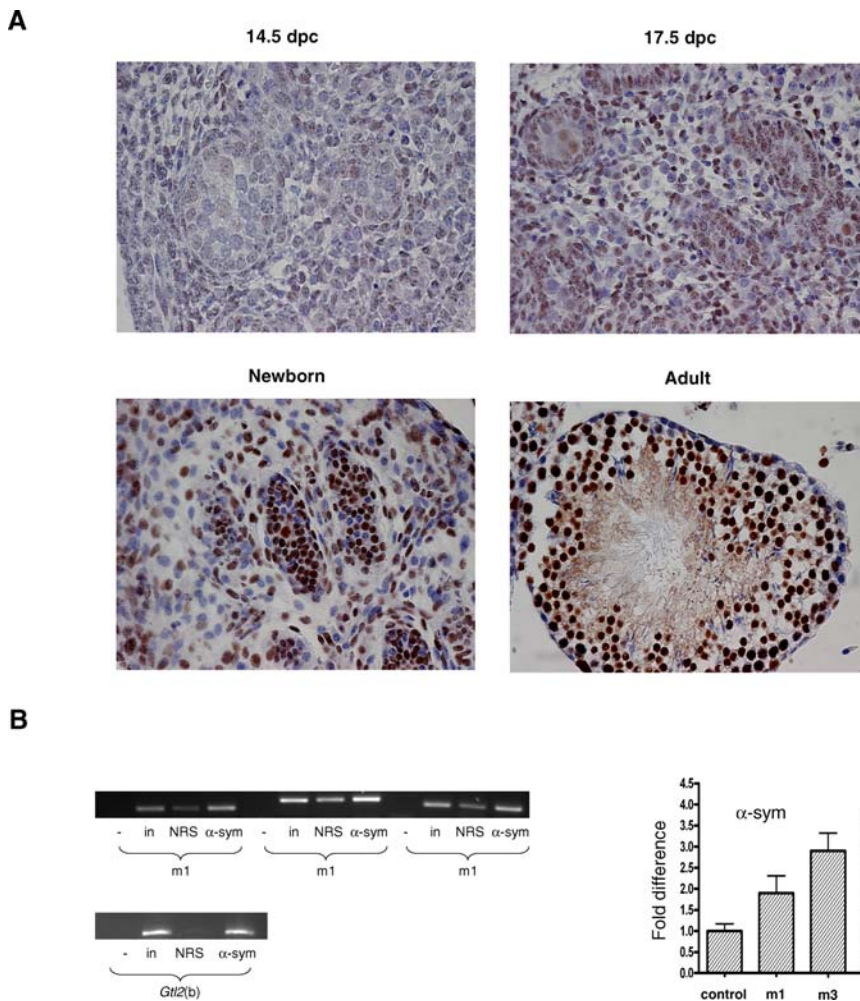 A
14.5 dpc
17.5 dpc
Newborn
Adult
B
- in NRS α-sym - in NRS α-sym - in NRS α-sym
m1 m1 m1
- in NRS α-sym
Gtl2(b)
α-sym
Fold difference
4.5
4.0
3.5
3.0
2.5
2.0
1.5
1.0
0.5
0.0
control m1 m3